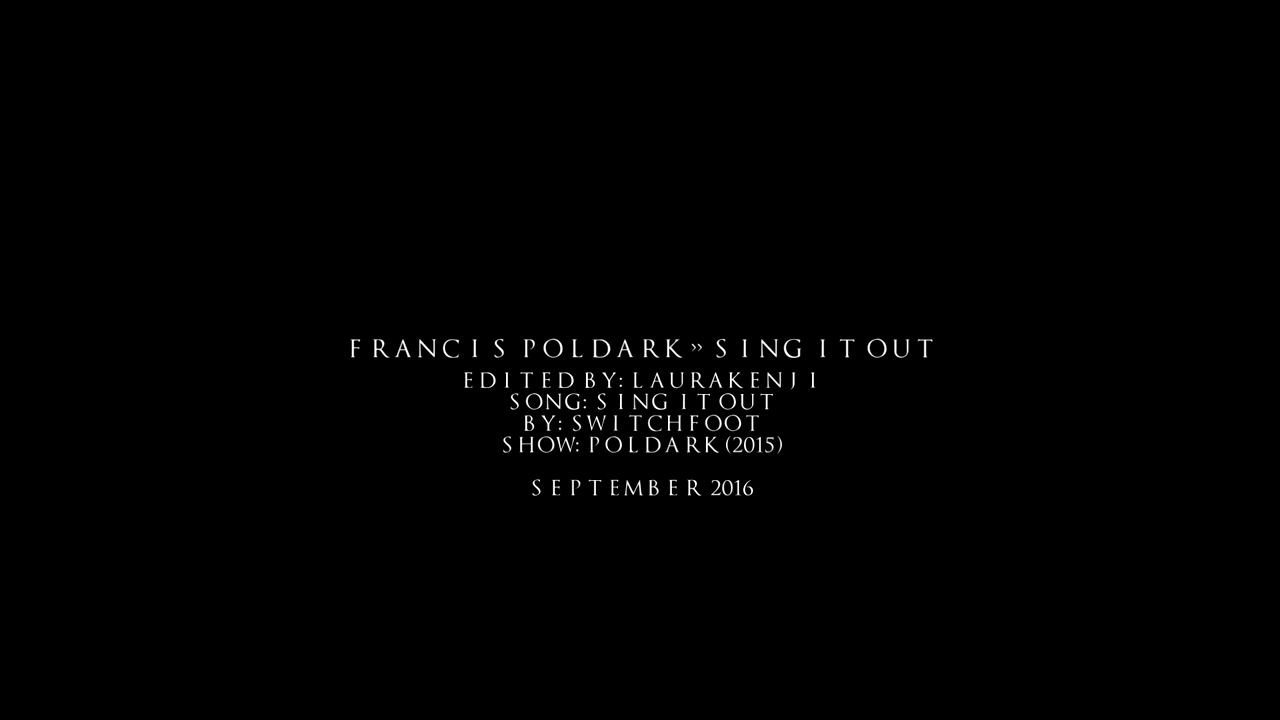 FRANCIS POLDARK » SING IT OUT
EDITED BY: LAURAKENJI
SONG: SING IT OUT
BY: SWITCHFOOT
SHOW: POLDARK (2015)
SEPTEMBER 2016